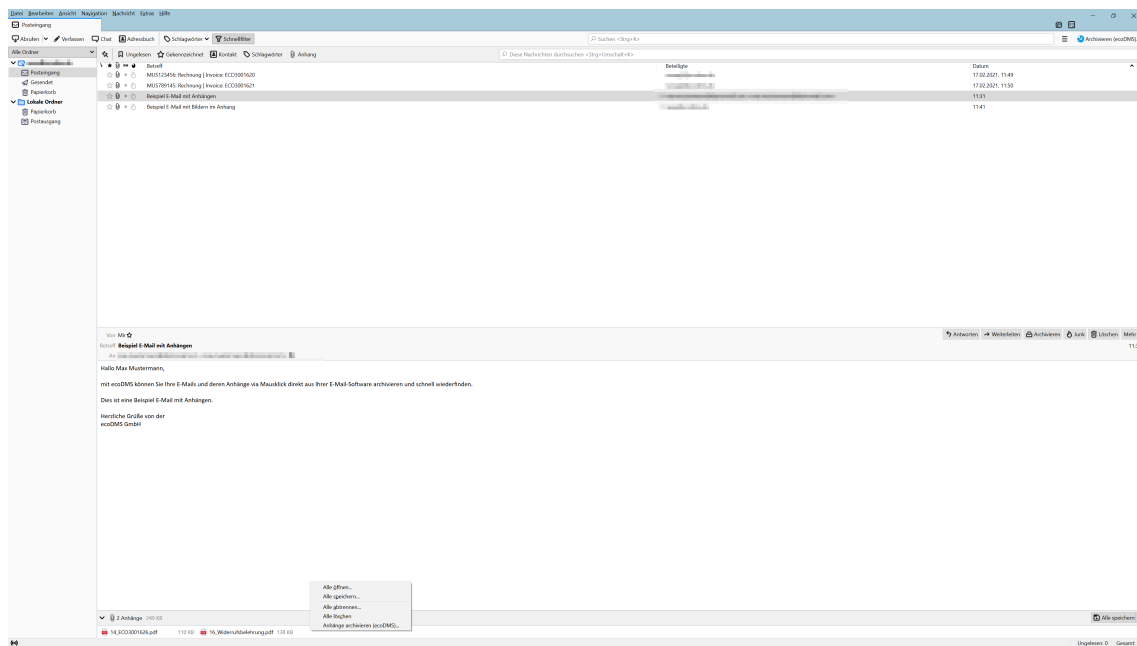 Datei Bearbeiten Ansicht Navigation Nachricht Extras Hilfe
Posteingang
Abrufen Verfassen Chat Adressbuch Schlagwörter Schnellfilter Suchen <Strg+K> Archivieren (ecoDMS)
Alle Ordner Ungelesen Gekennzeichnet Kontakt Schlagwörter Anhang Diese Nachrichten durchsuchen <Strg+Umschalt+K>
Betreff Beteiligte Datum
Posteingang
Gesendet
Papierkorb
Lokale Ordner
Papierkorb
Postausgang
MUS123456: Rechnung | Invoice: ECO3001620 17.02.2021, 11:49
MUS789145: Rechnung | Invoice: ECO3001621 17.02.2021, 11:50
Beispiel E-Mail mit Anhängen 11:31
Beispiel E-Mail mit Bildern im Anhang 11:41
Von Mir Antworten Weiterleiten Archivieren Junk Löschen Mehr
Betreff Beispiel E-Mail mit Anhängen
An
Hallo Max Mustermann,
mit ecoDMS können Sie Ihre E-Mails und deren Anhänge via Mausklick direkt aus Ihrer E-Mail-Software archivieren und schnell wiederfinden.
Dies ist eine Beispiel E-Mail mit Anhängen.
Herzliche Grüße von der
ecoDMS GmbH
Alle öffnen...
Alle speichern...
Alle abtrennen...
Alle löschen
Anhänge archivieren (ecoDMS)...
2 Anhänge 249 KB Alle speichern
14_ECO3001626.pdf 110 KB 16_Widerrufsbelehrung.pdf 138 KB
Ungelesen: 0 Gesamt: